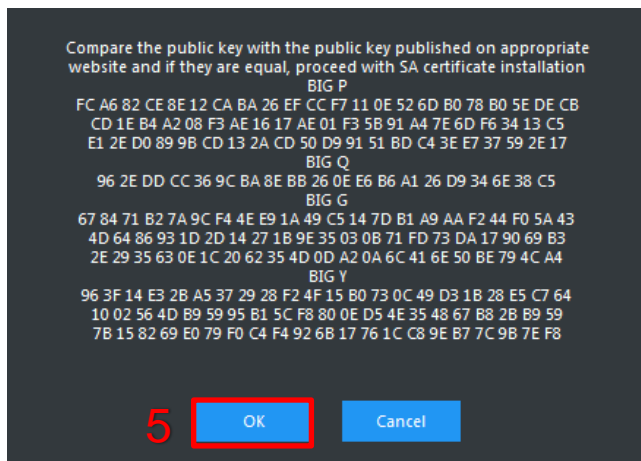 Compare the public key with the public key published on appropriate
website and if they are equal, proceed with SA certificate installation
BIG P
FC A6 82 CE 8E 12 CA BA 26 EF CC F7 11 0E 52 6D B0 78 B0 5E DE CB
CD 1E B4 A2 08 F3 AE 16 17 AE 01 F3 5B 91 A4 7E 6D F6 34 13 C5
E1 2E D0 89 9B CD 13 2A CD 50 D9 91 51 BD C4 3E E7 37 59 2E 17
BIG Q
96 2E DD CC 36 9C BA 8E BB 26 0E E6 B6 A1 26 D9 34 6E 38 C5
BIG G
67 84 71 B2 7A 9C F4 4E E9 1A 49 C5 14 7D B1 A9 AA F2 44 F0 5A 43
4D 64 86 93 1D 2D 14 27 1B 9E 35 03 0B 71 FD 73 DA 17 90 69 B3
2E 29 35 63 0E 1C 20 62 35 4D 0D A2 0A 6C 41 6E 50 BE 79 4C A4
BIG Y
96 3F 14 E3 2B A5 37 29 28 F2 4F 15 B0 73 0C 49 D3 1B 28 E5 C7 64
10 02 56 4D B9 59 95 B1 5C F8 80 0E D5 4E 35 48 67 B8 2B B9 59
7B 15 82 69 E0 79 F0 C4 F4 92 6B 17 76 1C C8 9E B7 7C 9B 7E F8
5 OK Cancel